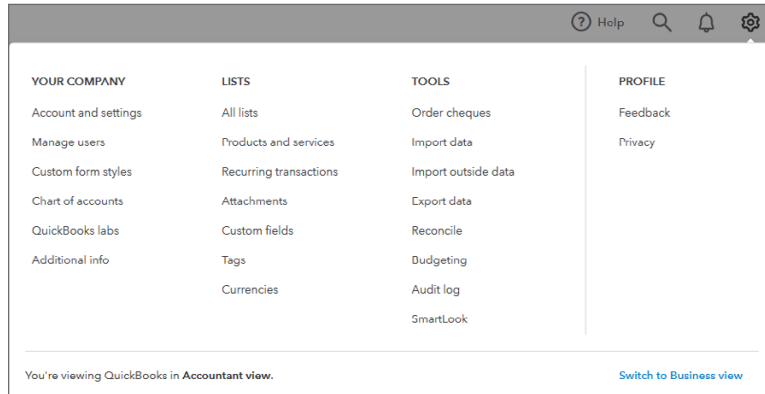 Help
YOUR COMPANY
Account and settings
Manage users
Custom form styles
Chart of accounts
QuickBooks labs
Additional info
LISTS
All lists
Products and services
Recurring transactions
Attachments
Custom fields
Tags
Currencies
TOOLS
Order cheques
Import data
Import outside data
Export data
Reconcile
Budgeting
Audit log
SmartLook
PROFILE
Feedback
Privacy
You're viewing QuickBooks in Accountant view.
Switch to Business view